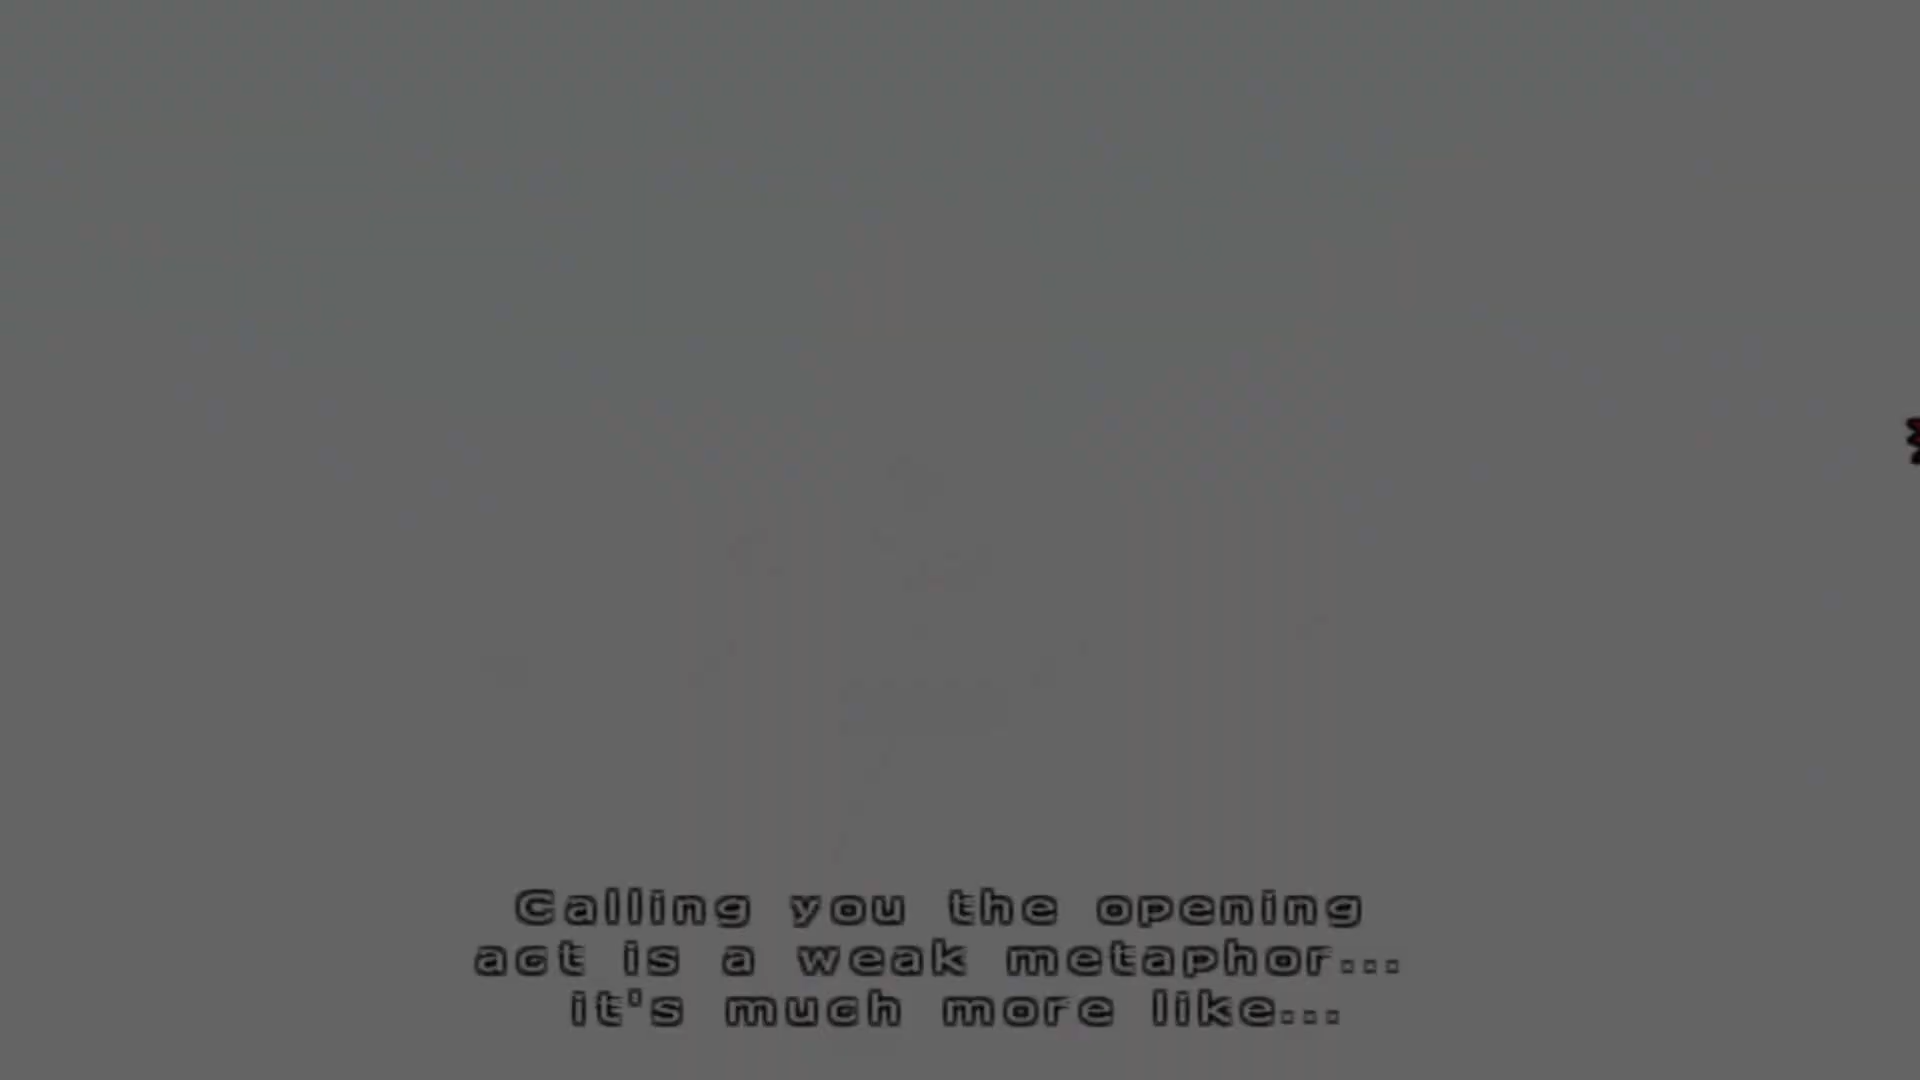 Calling you the opening
act is a weak metaphor...
it's much more like...